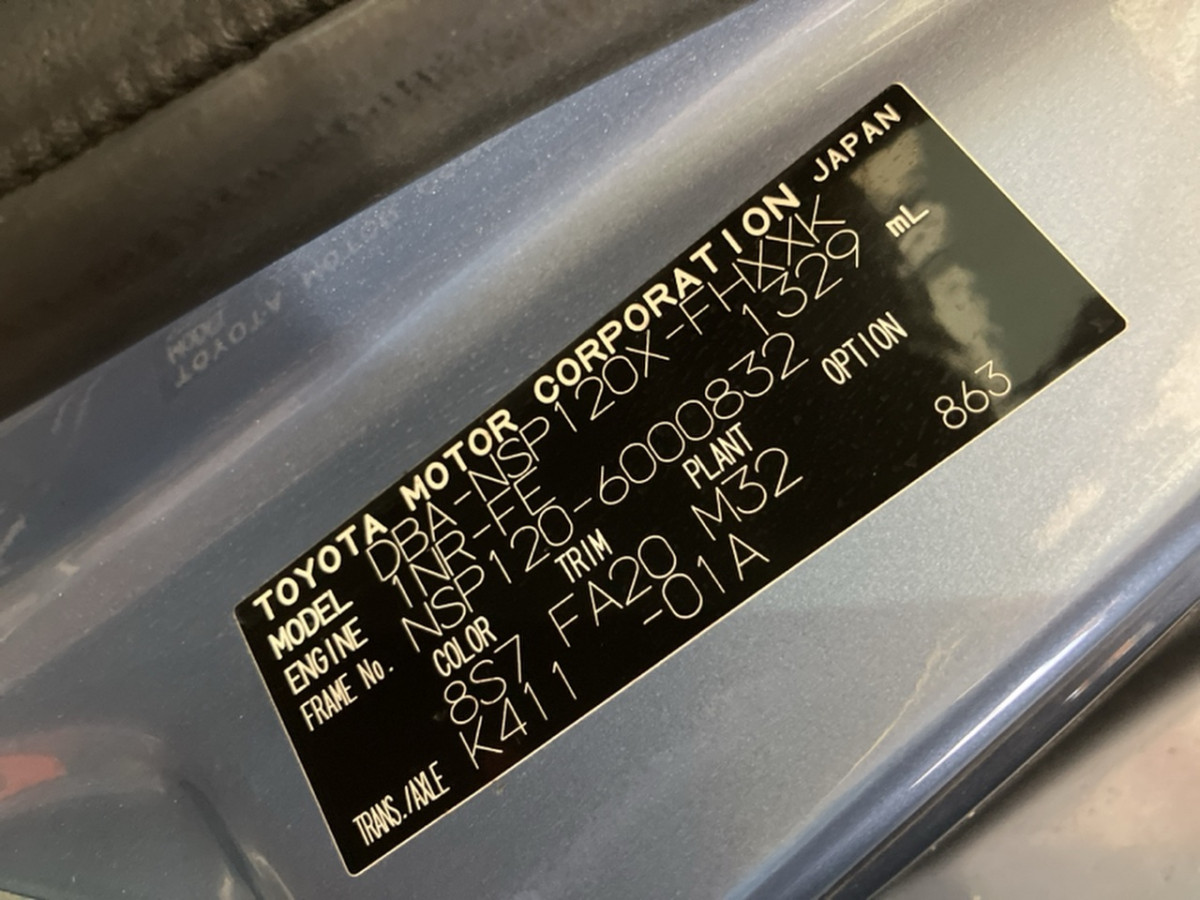 TOYOTA MOTOR CORPORATION JAPAN
MODEL DBA-NSP120X-FHXXK
ENGINE 1NR-FE 1329 mL
FRAME No. NSP120-6000832
COLOR TRIM PLANT OPTION
8S7 FA20 M32 863
TRANS./AXLE K411 -01A